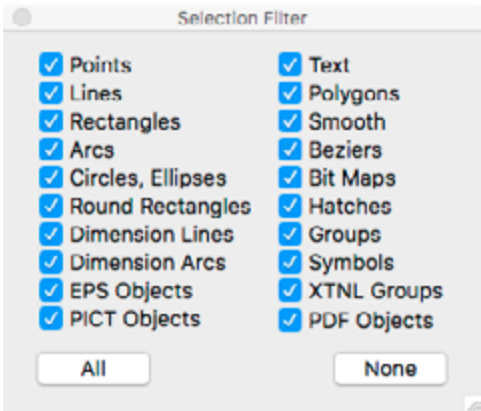 Selection Filter
Points
Lines
Rectangles
Arcs
Circles, Ellipses
Round Rectangles
Dimension Lines
Dimension Arcs
EPS Objects
PICT Objects
Text
Polygons
Smooth
Beziers
Bit Maps
Hatches
Groups
Symbols
XTNL Groups
PDF Objects
All
None